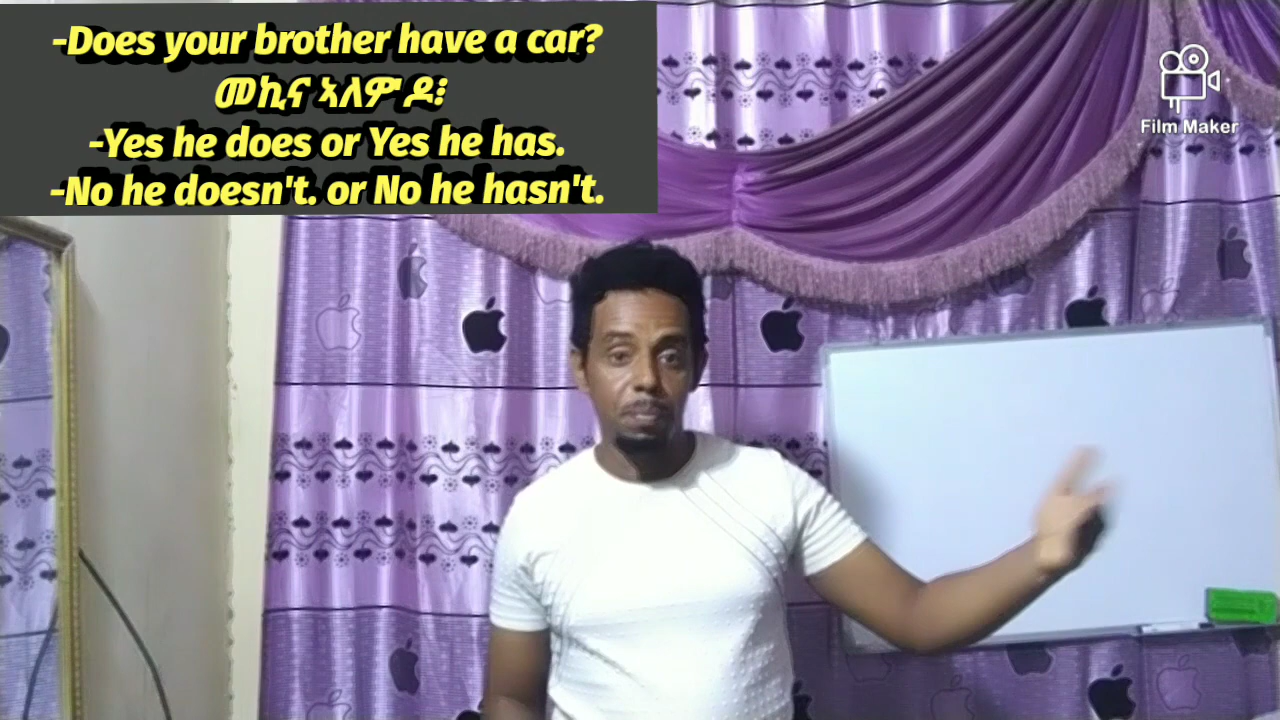 -Does your brother have a car?
መኪና ኣለዎ ዶ፧
-Yes he does or Yes he has.
-No he doesn't. or No he hasn't.
Film Maker